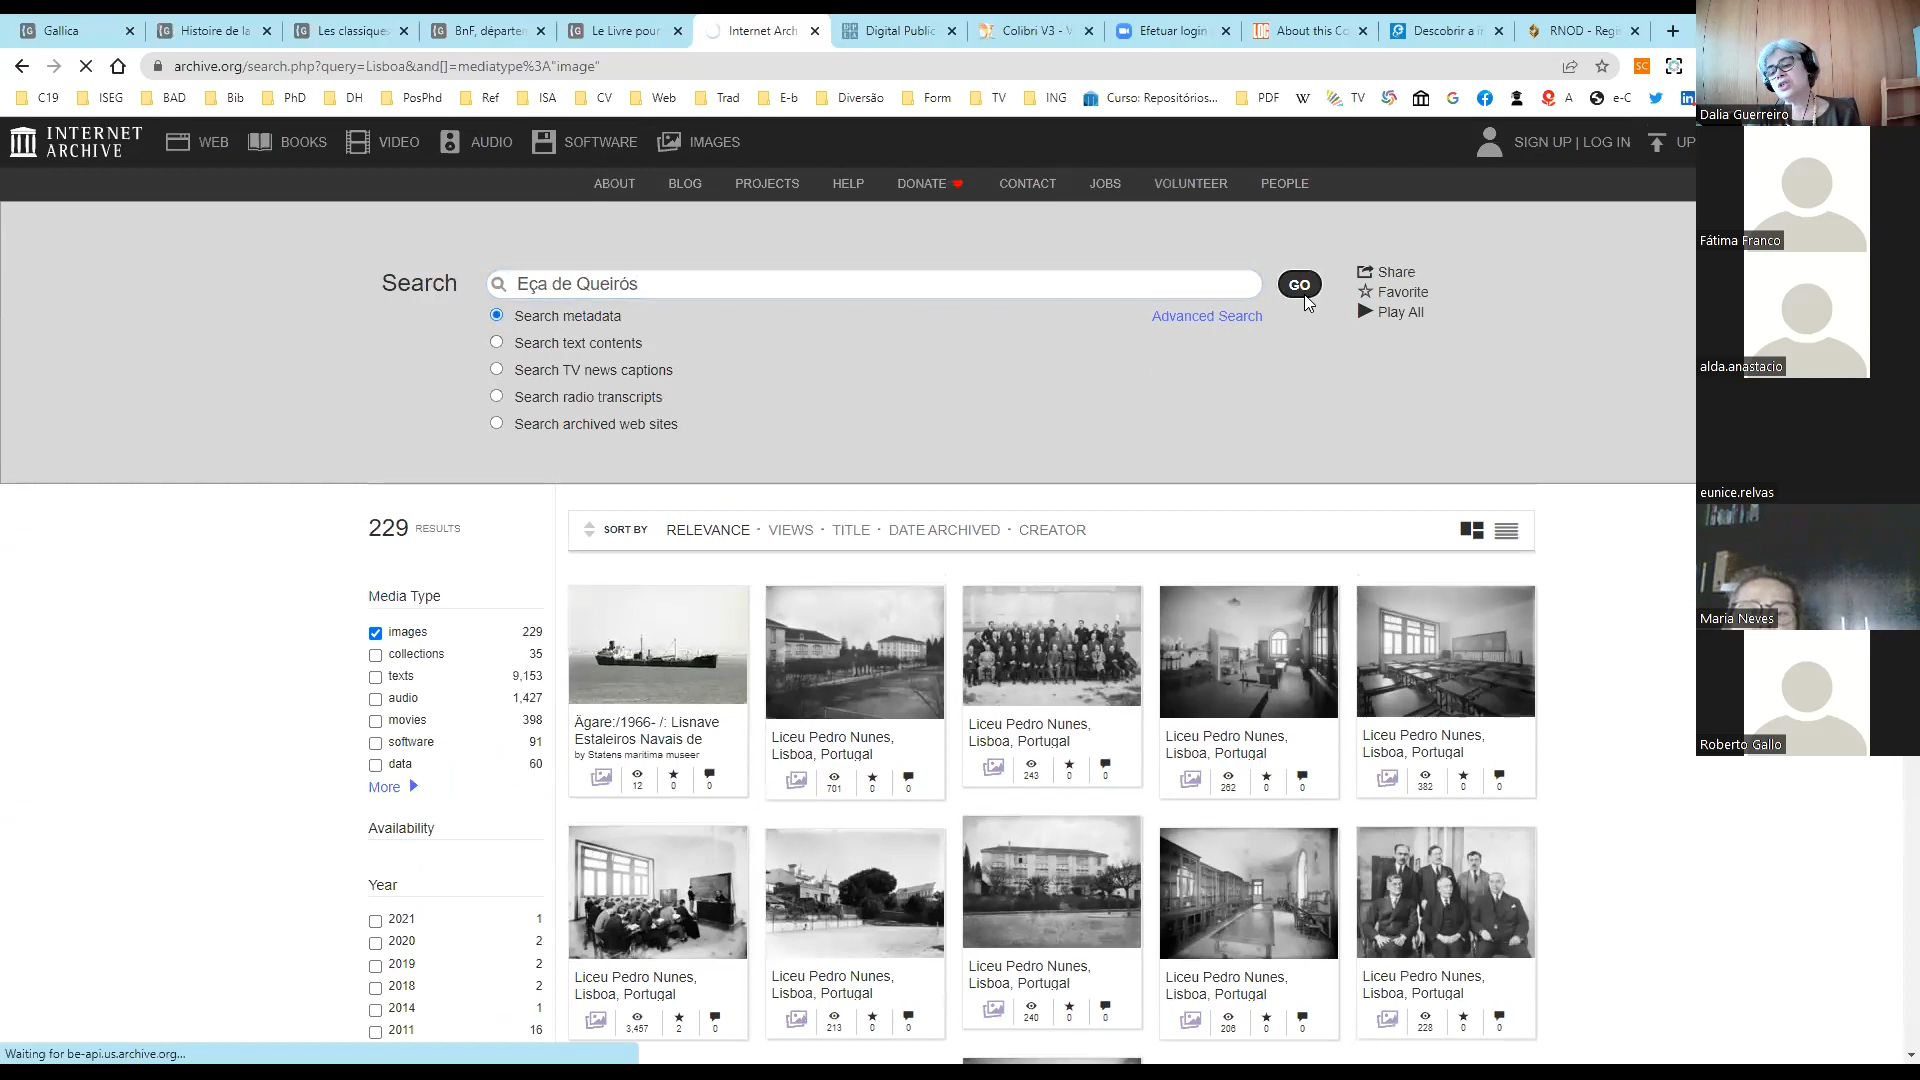 Gallica
Histoire de la
Les classiques
BnF, départem
Le Livre pour
Internet Arch
Digital Public
Colibri V3 - V
Efetuar login
About this Co
Descobrir a i
RNOD - Regi
archive.org/search.php?query=Lisboa&and[]=mediatype%3A"image"
C19
ISEG
BAD
Bib
PhD
DH
PosPhd
Ref
ISA
CV
Web
Trad
E-b
Diversão
Form
TV
ING
Curso: Repositórios...
PDF
W
TV
A
e-C
INTERNET
ARCHIVE
WEB
BOOKS
VIDEO
AUDIO
SOFTWARE
IMAGES
SIGN UP | LOG IN
UP
ABOUT
BLOG
PROJECTS
HELP
DONATE
CONTACT
JOBS
VOLUNTEER
PEOPLE
Search
Eça de Queirós
GO
Share
Favorite
Play All
Search metadata
Advanced Search
Search text contents
Search TV news captions
Search radio transcripts
Search archived web sites
229 RESULTS
SORT BY
RELEVANCE · VIEWS · TITLE · DATE ARCHIVED · CREATOR
Media Type
images 229
collections 35
texts 9,153
audio 1,427
movies 398
software 91
data 60
More
Availability
Year
2021 1
2020 2
2019 2
2018 2
2014 1
2011 16
Ägare:/1966- /: Lisnave
Estaleiros Navais de
by Statens maritima museer
12 0 0
Liceu Pedro Nunes,
Lisboa, Portugal
701 0 0
Liceu Pedro Nunes,
Lisboa, Portugal
243 0 0
Liceu Pedro Nunes,
Lisboa, Portugal
262 0 0
Liceu Pedro Nunes,
Lisboa, Portugal
382 0 0
Liceu Pedro Nunes,
Lisboa, Portugal
3,457 2 0
Liceu Pedro Nunes,
Lisboa, Portugal
213 0 0
Liceu Pedro Nunes,
Lisboa, Portugal
240 0 0
Liceu Pedro Nunes,
Lisboa, Portugal
206 0 0
Liceu Pedro Nunes,
Lisboa, Portugal
228 0 0
Waiting for be-api.us.archive.org...
Dalia Guerreiro
Fátima Franco
alda.anastacio
eunice.relvas
Maria Neves
Roberto Gallo